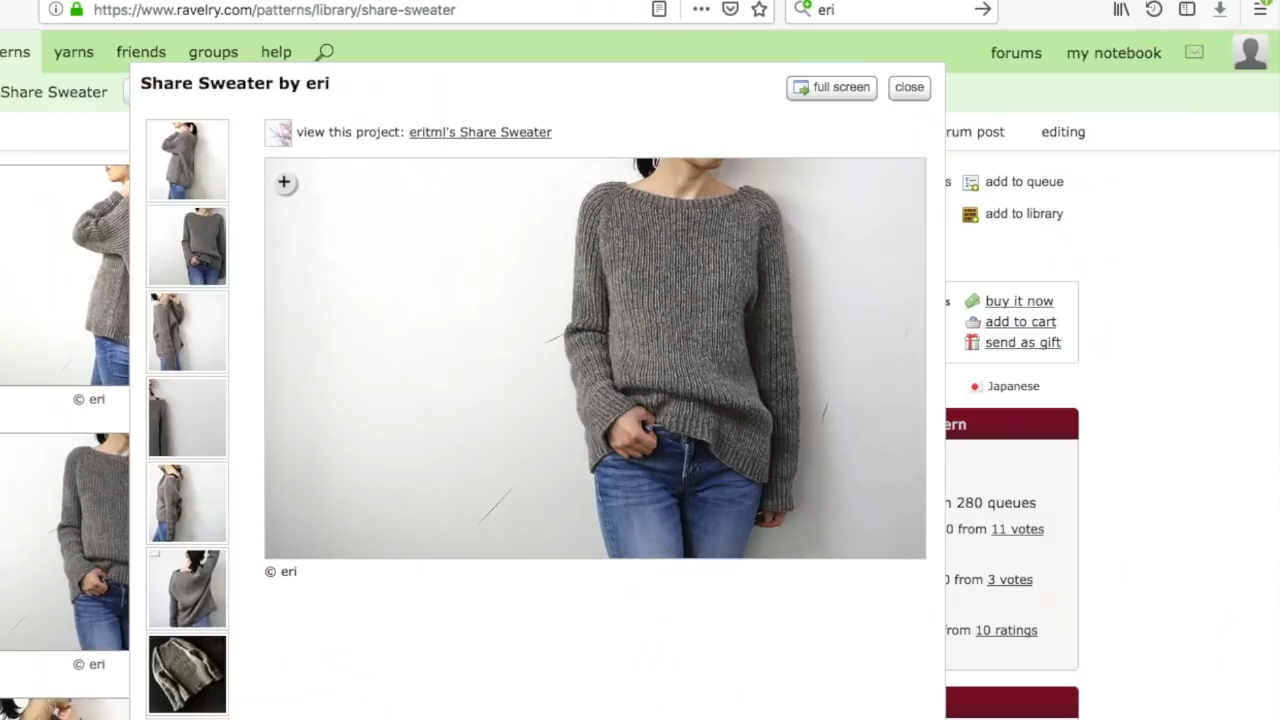 https://www.ravelry.com/patterns/library/share-sweater
eri
erns yarns friends groups help
forums my notebook
Share Sweater
Share Sweater by eri
full screen close
view this project: eritml's Share Sweater
rum post editing
s add to queue
add to library
s buy it now
add to cart
send as gift
Japanese
© eri
ern
n 280 queues
0 from 11 votes
© eri
0 from 3 votes
rom 10 ratings
© eri